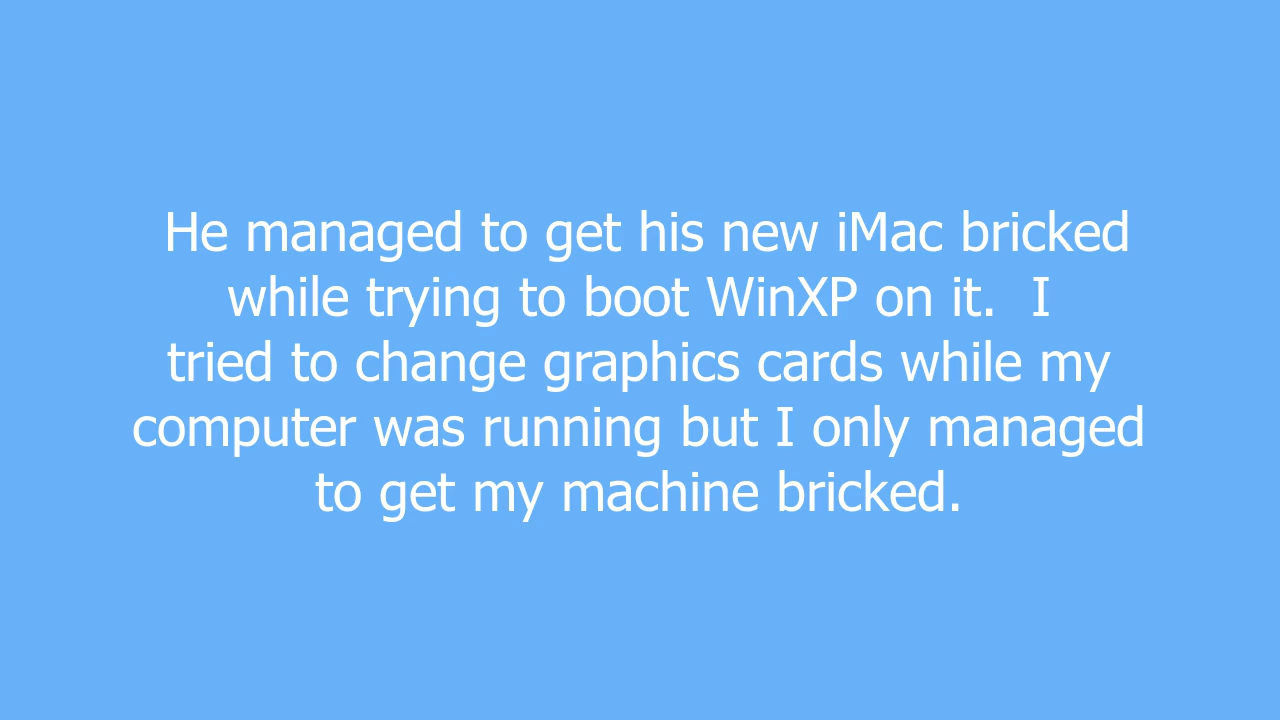 He managed to get his new iMac bricked
while trying to boot WinXP on it.  I
tried to change graphics cards while my
computer was running but I only managed
to get my machine bricked.